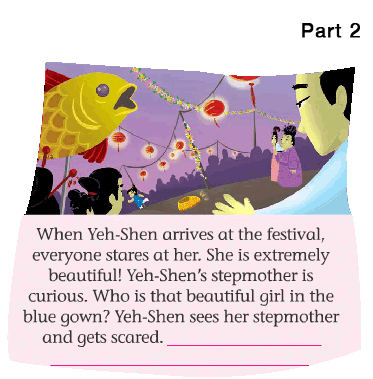 Part 2
When Yeh-Shen arrives at the festival,
everyone stares at her. She is extremely
beautiful! Yeh-Shen's stepmother is
curious. Who is that beautiful girl in the
blue gown? Yeh-Shen sees her stepmother
and gets scared.